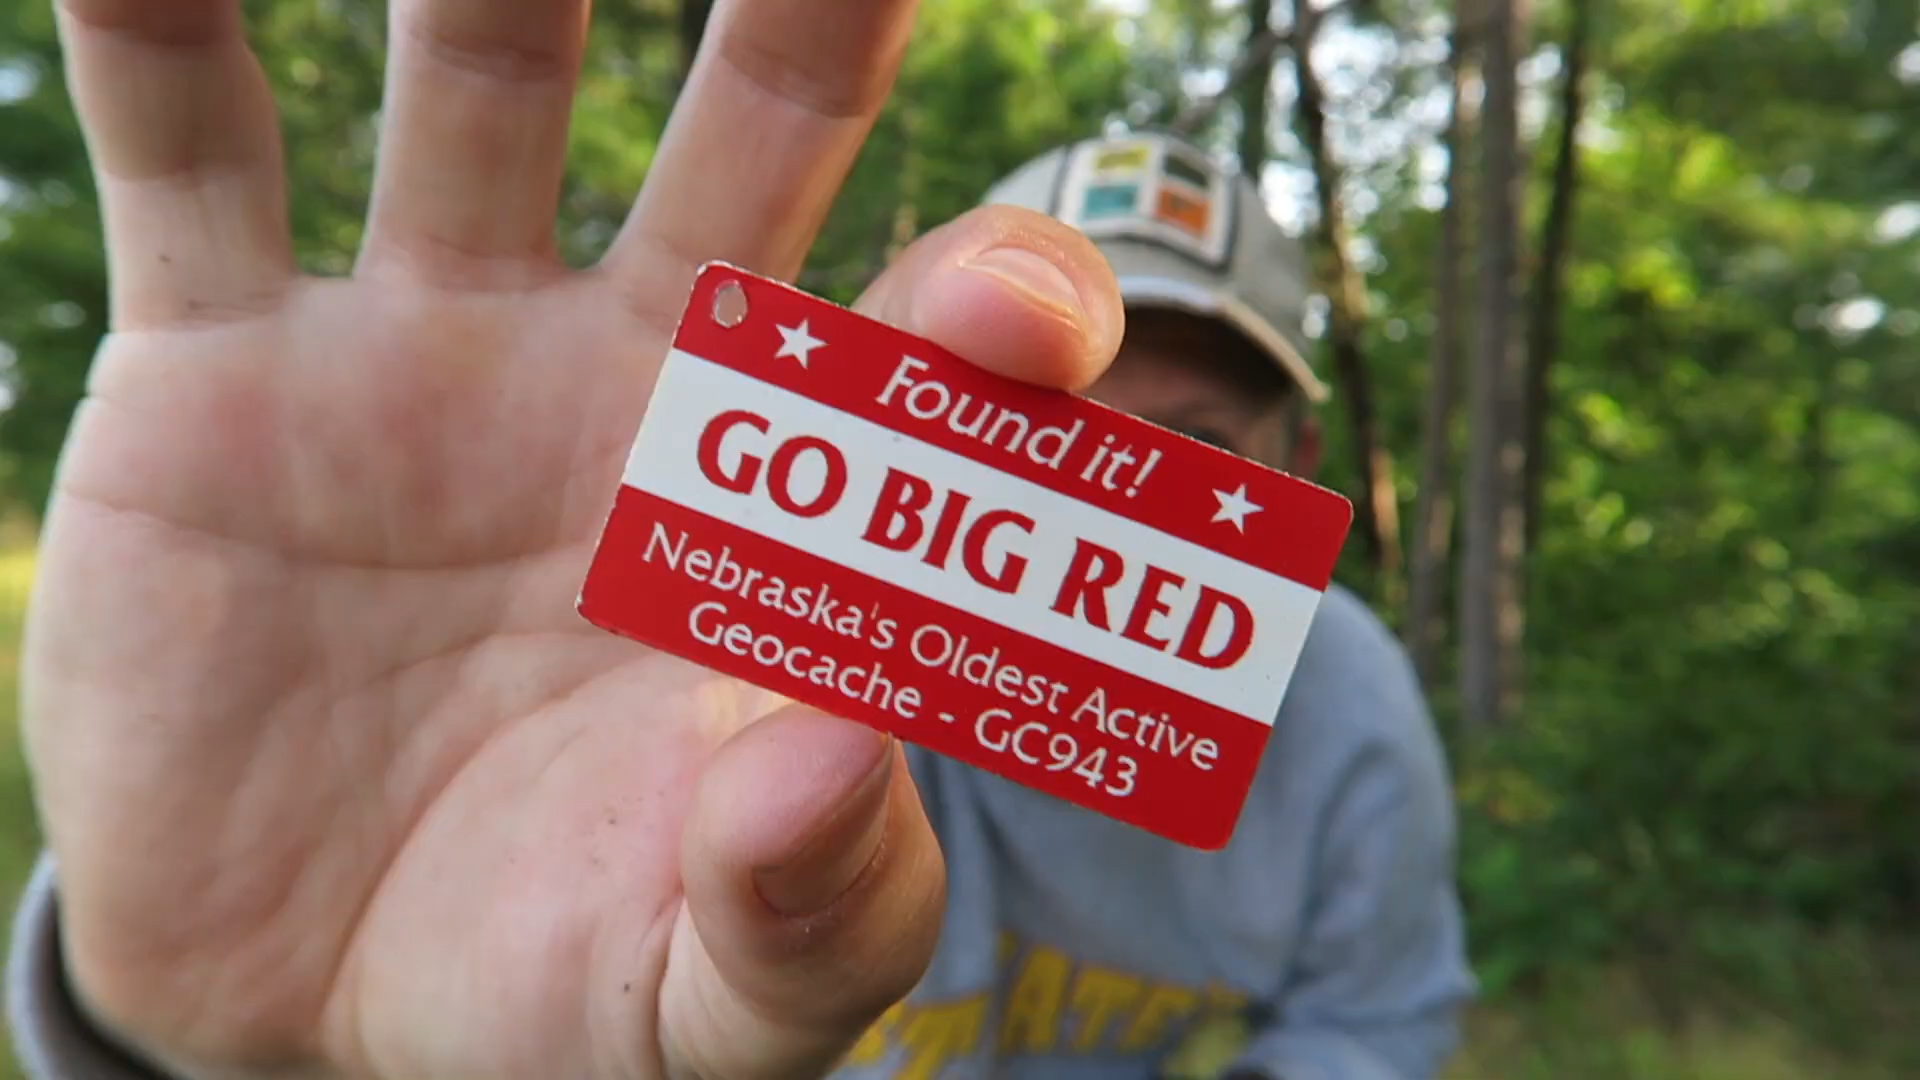 Found it!
GO BIG RED
Nebraska's Oldest Active
Geocache - GC943